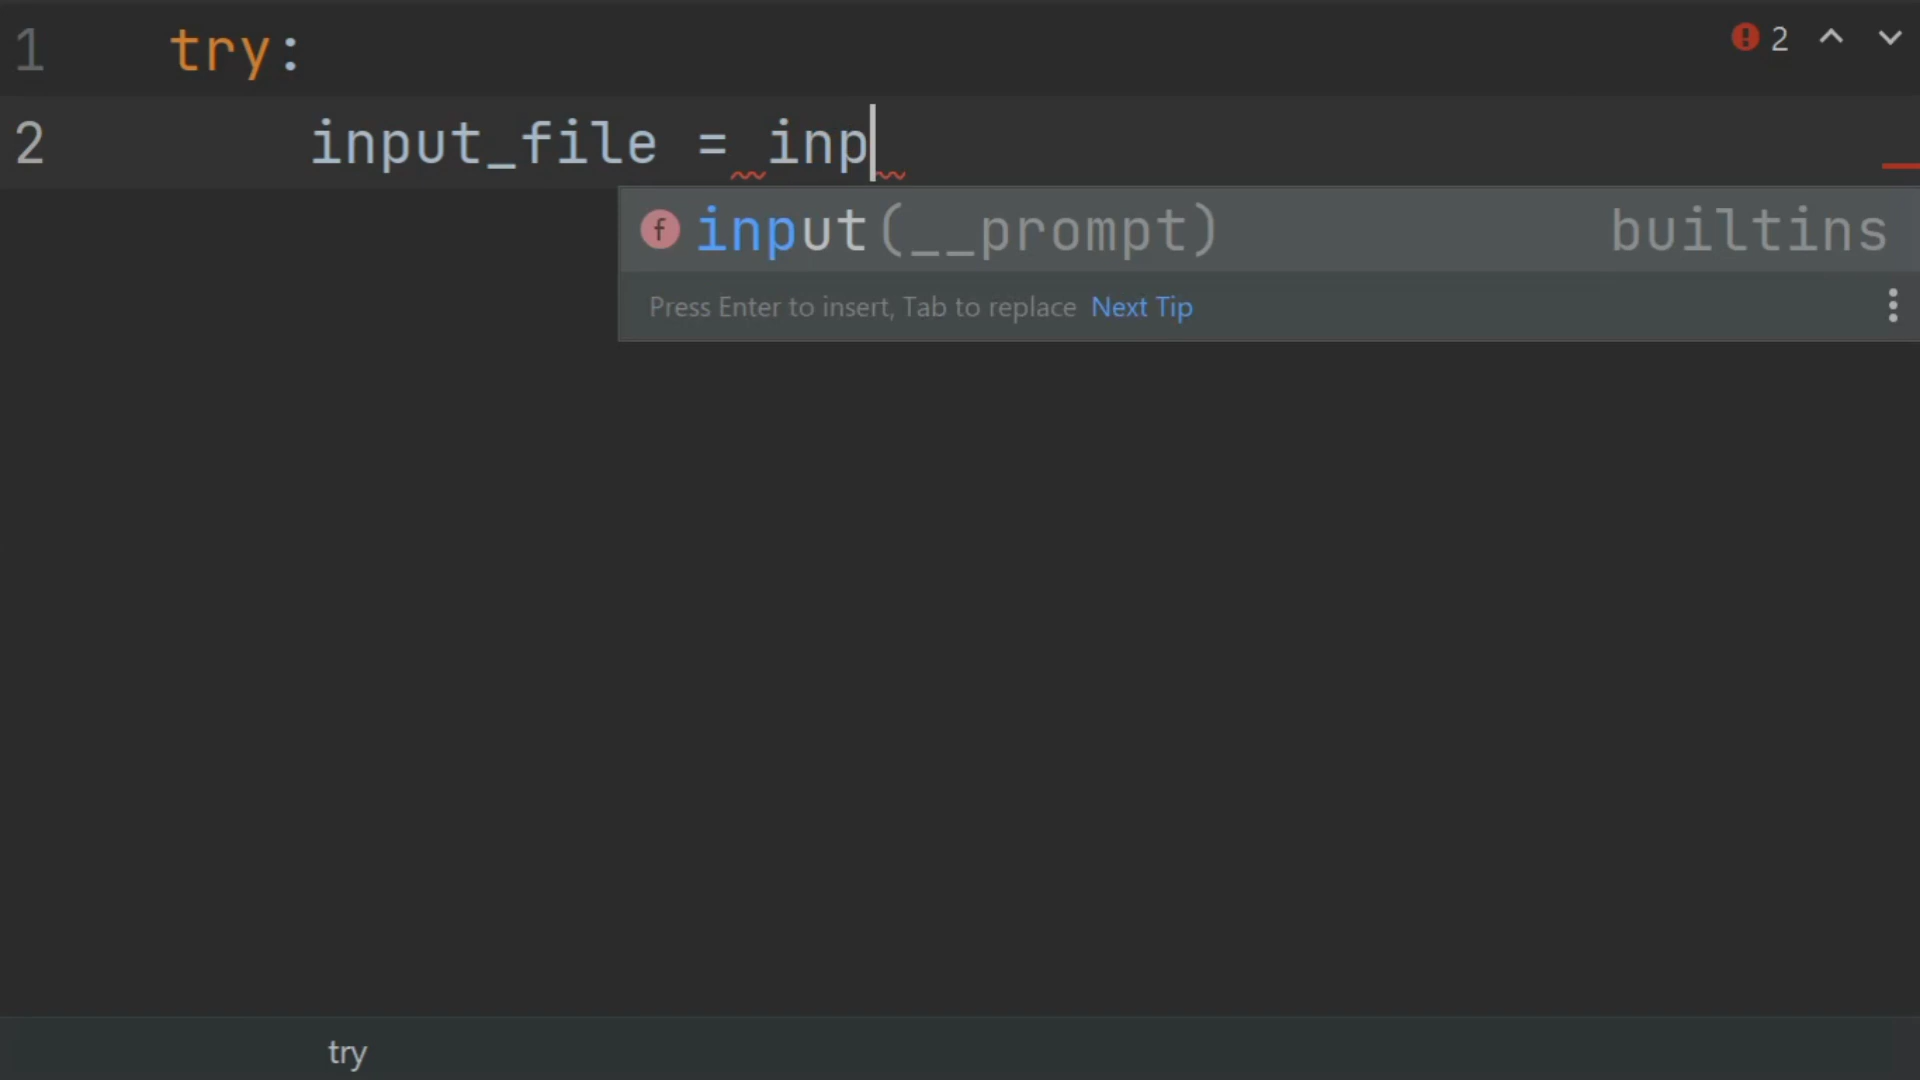 1 try:
2 input_file = inp
f input(__prompt) builtins
Press Enter to insert, Tab to replace Next Tip
try
2